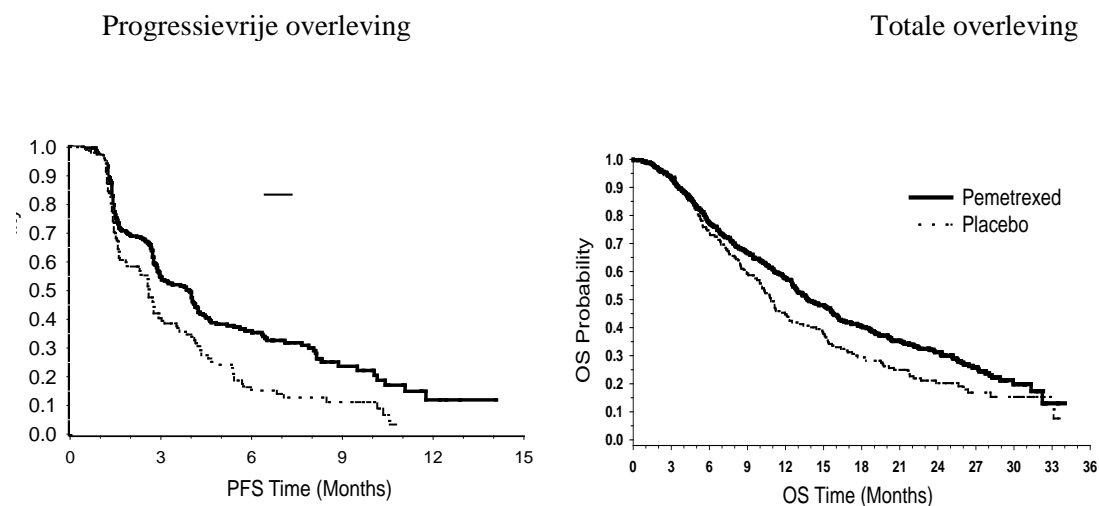 Progressievrije overleving
Totale overleving
1.0
0.9
0.8
0.7
0.6
0.5
0.4
0.3
0.2
0.1
0.0
0 3 6 9 12 15
PFS Time (Months)
OS Probability
1.0
0.9
0.8
0.7
0.6
0.5
0.4
0.3
0.2
0.1
0.0
Pemetrexed
Placebo
0 3 6 9 12 15 18 21 24 27 30 33 36
OS Time (Months)